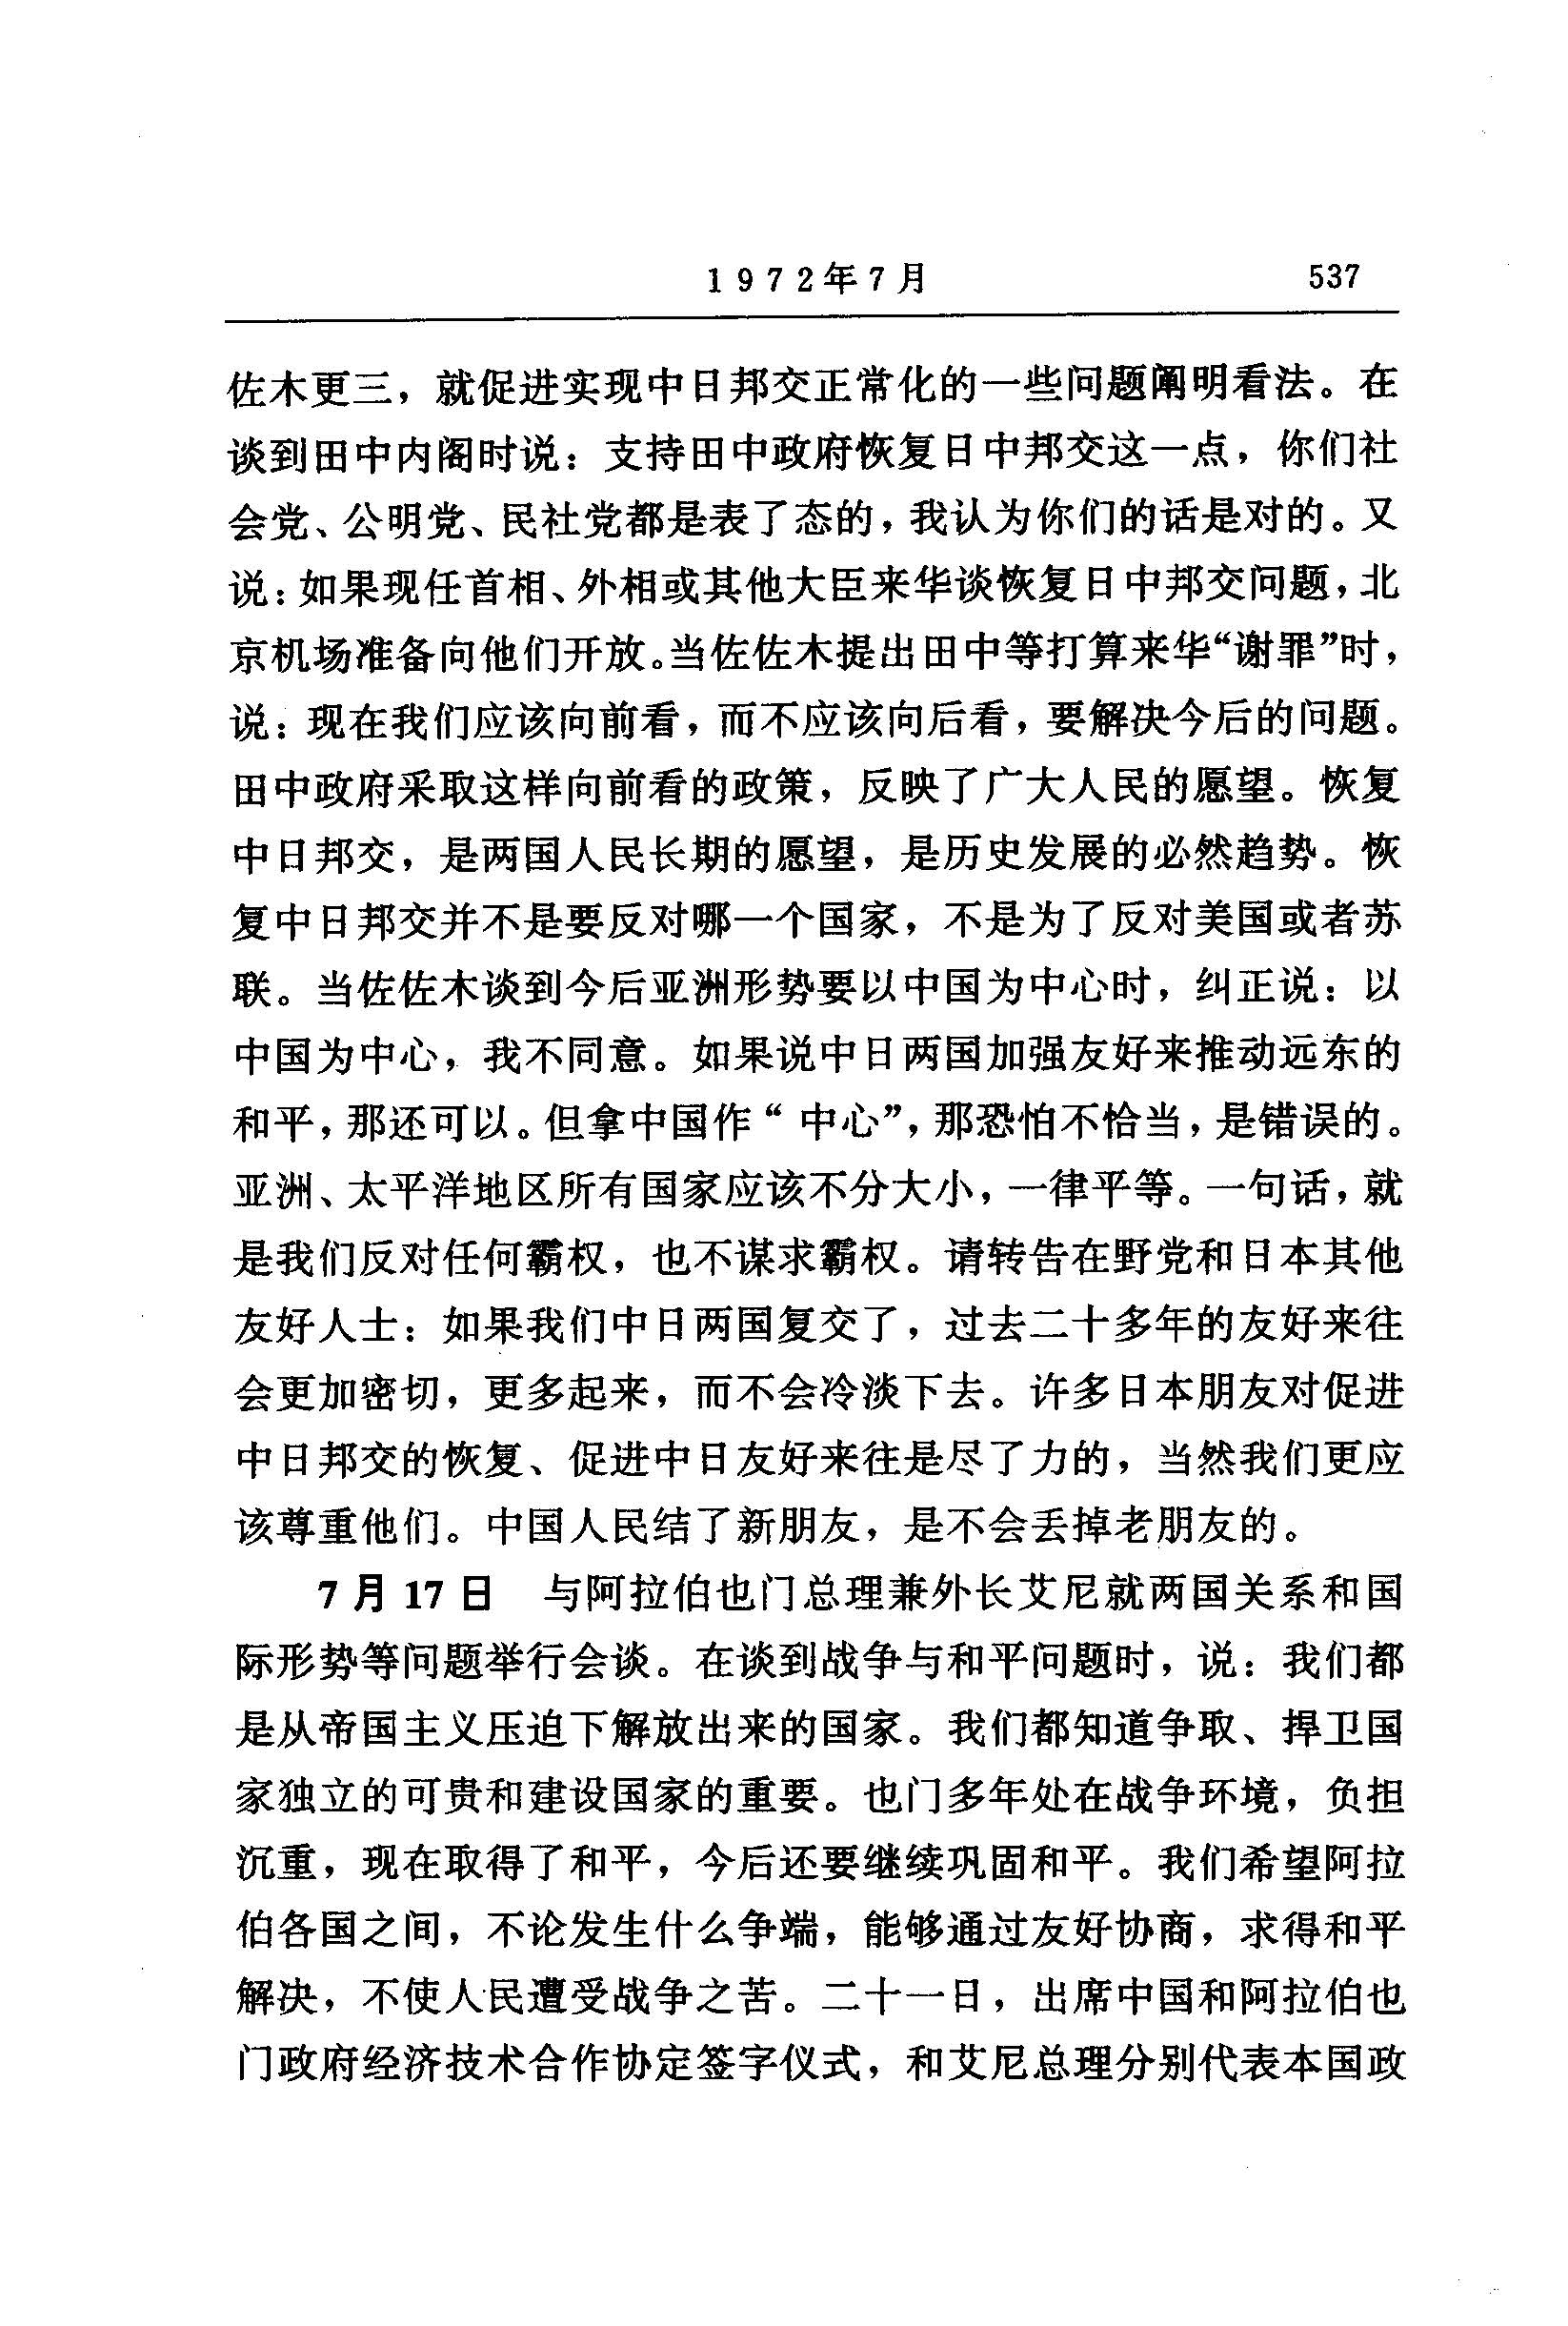 1972年7月 537
佐木更三，就促进实现中日邦交正常化的一些问题阐明看法。在
谈到田中内阁时说：支持田中政府恢复日中邦交这一点，你们社
会党、公明党、民社党都是表了态的，我认为你们的话是对的。又
说：如果现任首相、外相或其他大臣来华谈恢复日中邦交问题，北
京机场准备向他们开放。当佐佐木提出田中等打算来华“谢罪”时，
说：现在我们应该向前看，而不应该向后看，要解决今后的问题。
田中政府采取这样向前看的政策，反映了广大人民的愿望。恢复
中日邦交，是两国人民长期的愿望，是历史发展的必然趋势。恢
复中日邦交并不是要反对哪一个国家，不是为了反对美国或者苏
联。当佐佐木谈到今后亚洲形势要以中国为中心时，纠正说：以
中国为中心，我不同意。如果说中日两国加强友好来推动远东的
和平，那还可以。但拿中国作“中心”，那恐怕不恰当，是错误的。
亚洲、太平洋地区所有国家应该不分大小，一律平等。一句话，就
是我们反对任何霸权，也不谋求霸权。请转告在野党和日本其他
友好人士：如果我们中日两国复交了，过去二十多年的友好来往
会更加密切，更多起来，而不会冷淡下去。许多日本朋友对促进
中日邦交的恢复、促进中日友好来往是尽了力的，当然我们更应
该尊重他们。中国人民结了新朋友，是不会丢掉老朋友的。
7月17日 与阿拉伯也门总理兼外长艾尼就两国关系和国
际形势等问题举行会谈。在谈到战争与和平问题时，说：我们都
是从帝国主义压迫下解放出来的国家。我们都知道争取、捍卫国
家独立的可贵和建设国家的重要。也门多年处在战争环境，负担
沉重，现在取得了和平，今后还要继续巩固和平。我们希望阿拉
伯各国之间，不论发生什么争端，能够通过友好协商，求得和平
解决，不使人民遭受战争之苦。二十一日，出席中国和阿拉伯也
门政府经济技术合作协定签字仪式，和艾尼总理分别代表本国政